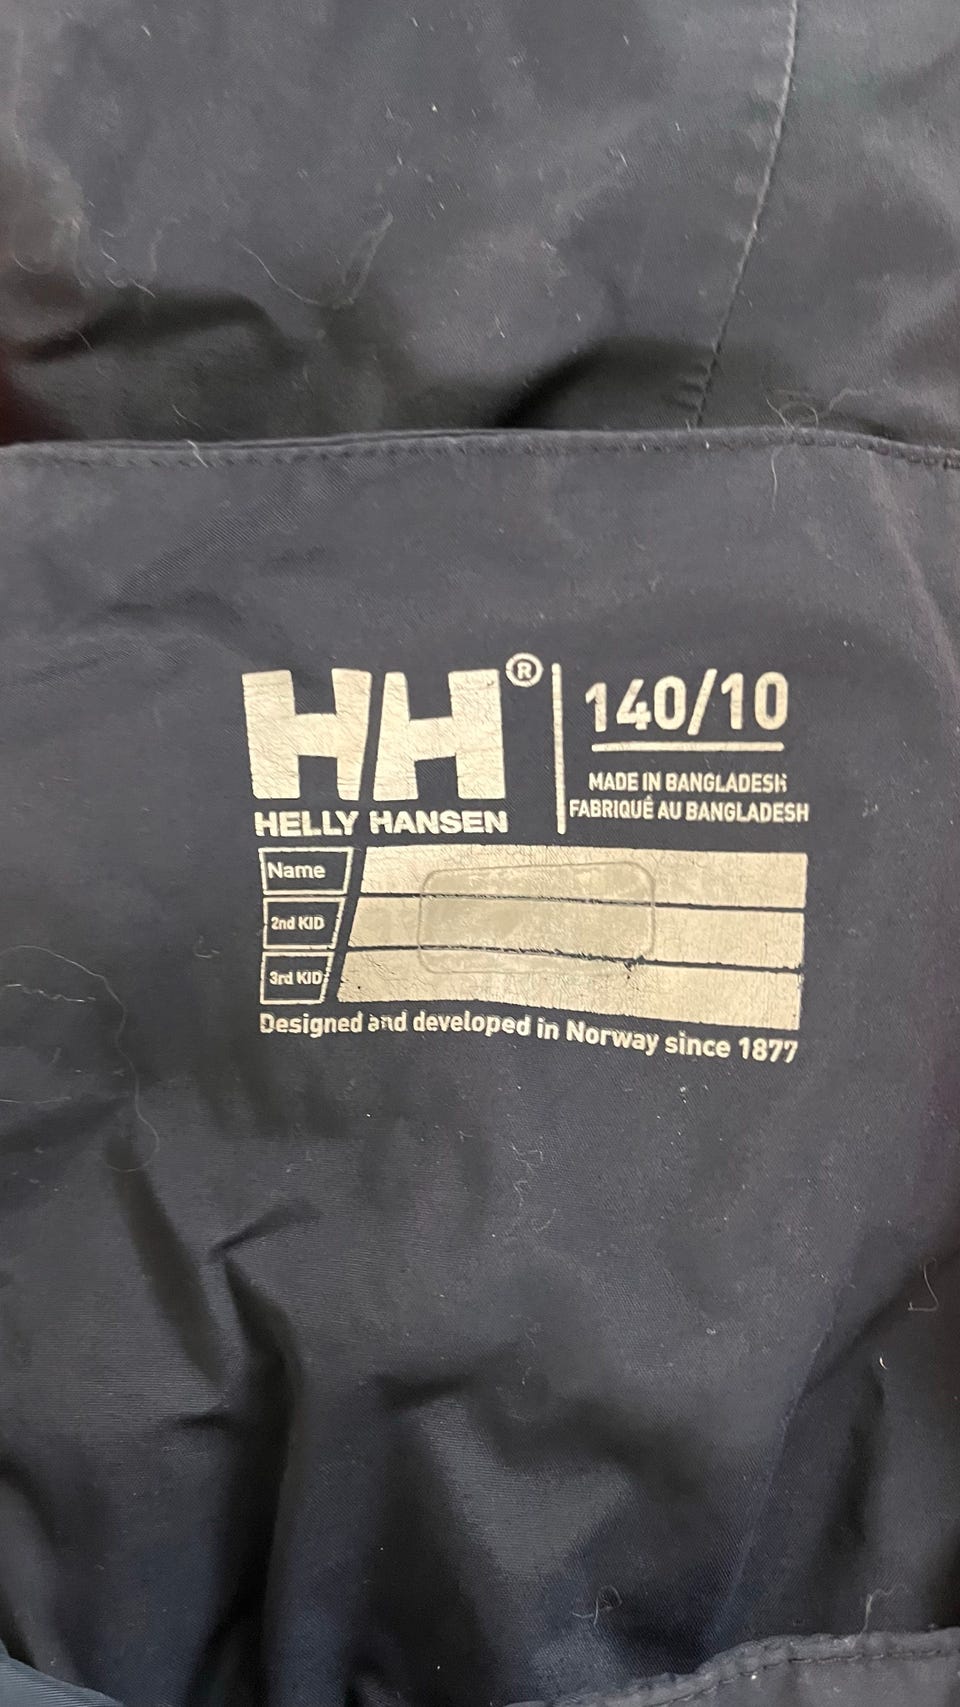 HH®
HELLY HANSEN
140/10
MADE IN BANGLADESH
FABRIQUÉ AU BANGLADESH
Name
2nd KID
3rd KID
Designed and developed in Norway since 1877